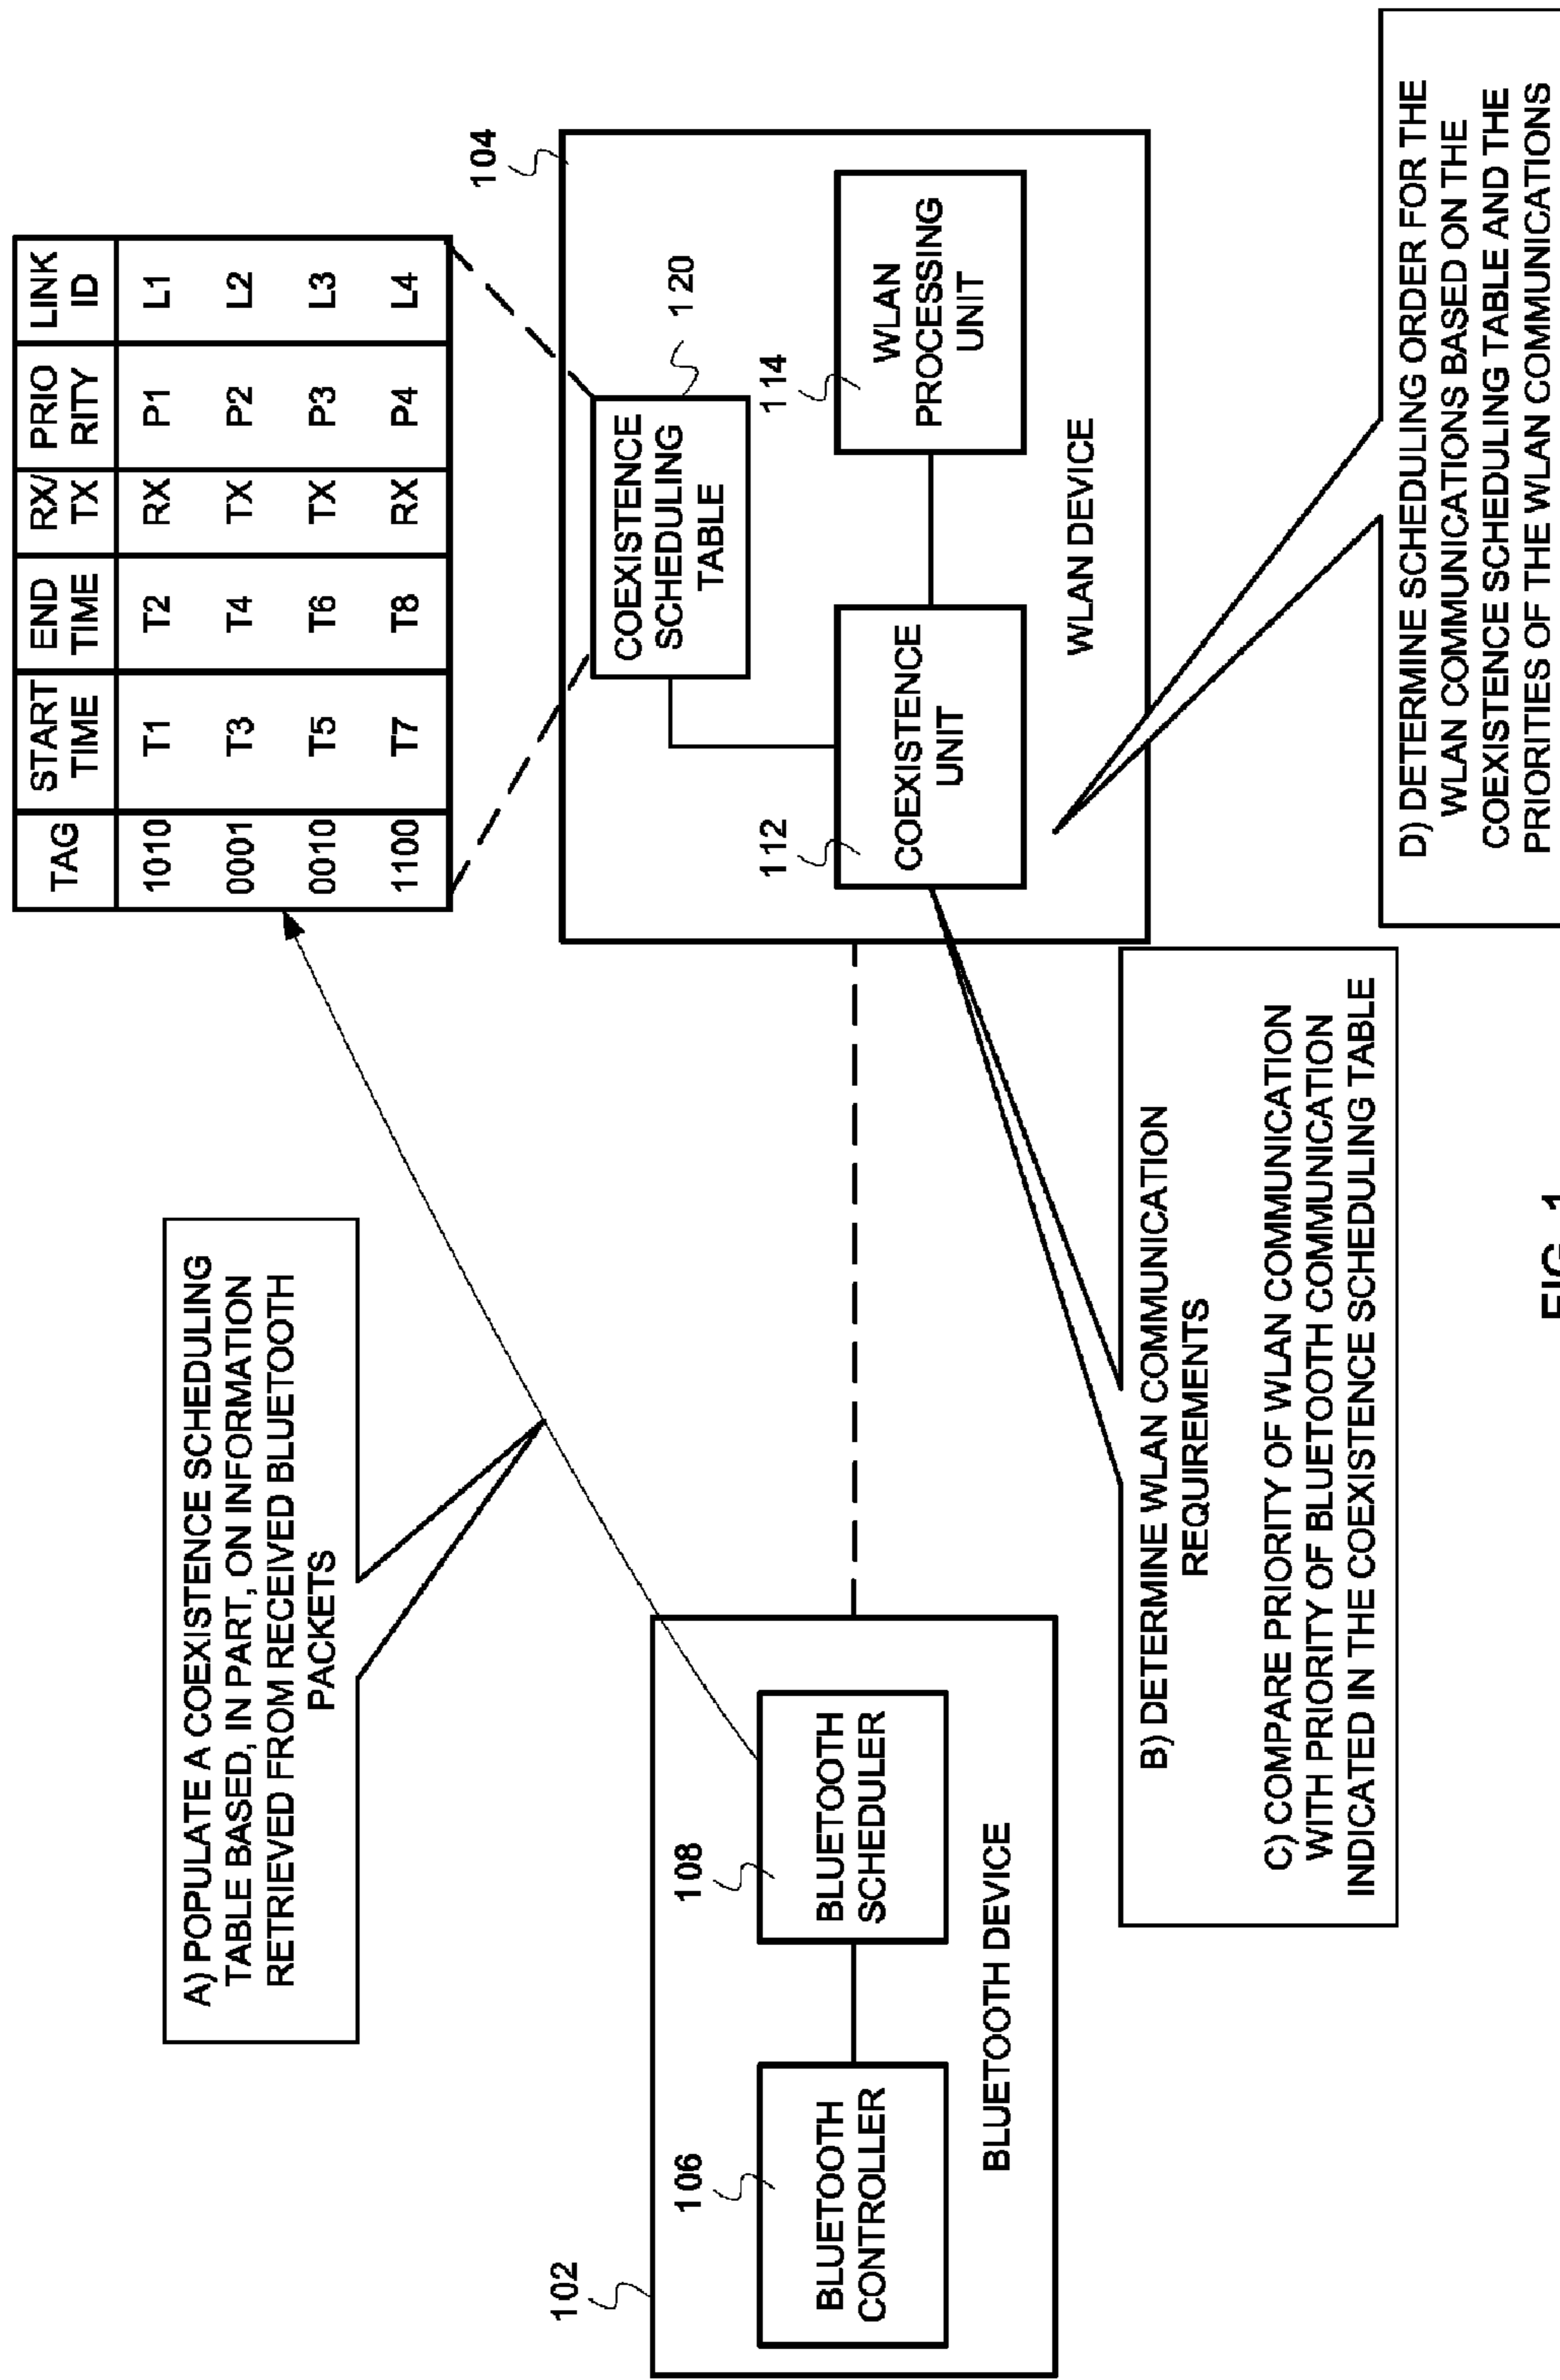 A) POPULATE A COEXISTENCE SCHEDULING
TABLE BASED, IN PART, ON INFORMATION
RETRIEVED FROM RECEIVED BLUETOOTH
PACKETS
TAG START TIME END TIME RX/ TX PRIO RITY LINK ID
1010 T1 T2 RX P1 L1
0001 T3 T4 TX P2 L2
0010 T5 T6 TX P3 L3
1100 T7 T8 RX P4 L4
102
106
BLUETOOTH
CONTROLLER
108
BLUETOOTH
SCHEDULER
BLUETOOTH DEVICE
104
COEXISTENCE
SCHEDULING
TABLE
120
112
COEXISTENCE
UNIT
114
WLAN
PROCESSING
UNIT
WLAN DEVICE
B) DETERMINE WLAN COMMUNICATION
REQUIREMENTS
C) COMPARE PRIORITY OF WLAN COMMUNICATION
WITH PRIORITY OF BLUETOOTH COMMUNICATION
INDICATED IN THE COEXISTENCE SCHEDULING TABLE
D) DETERMINE SCHEDULING ORDER FOR THE
WLAN COMMUNICATIONS BASED ON THE
COEXISTENCE SCHEDULING TABLE AND THE
PRIORITIES OF THE WLAN COMMUNICATIONS
FIG. 1